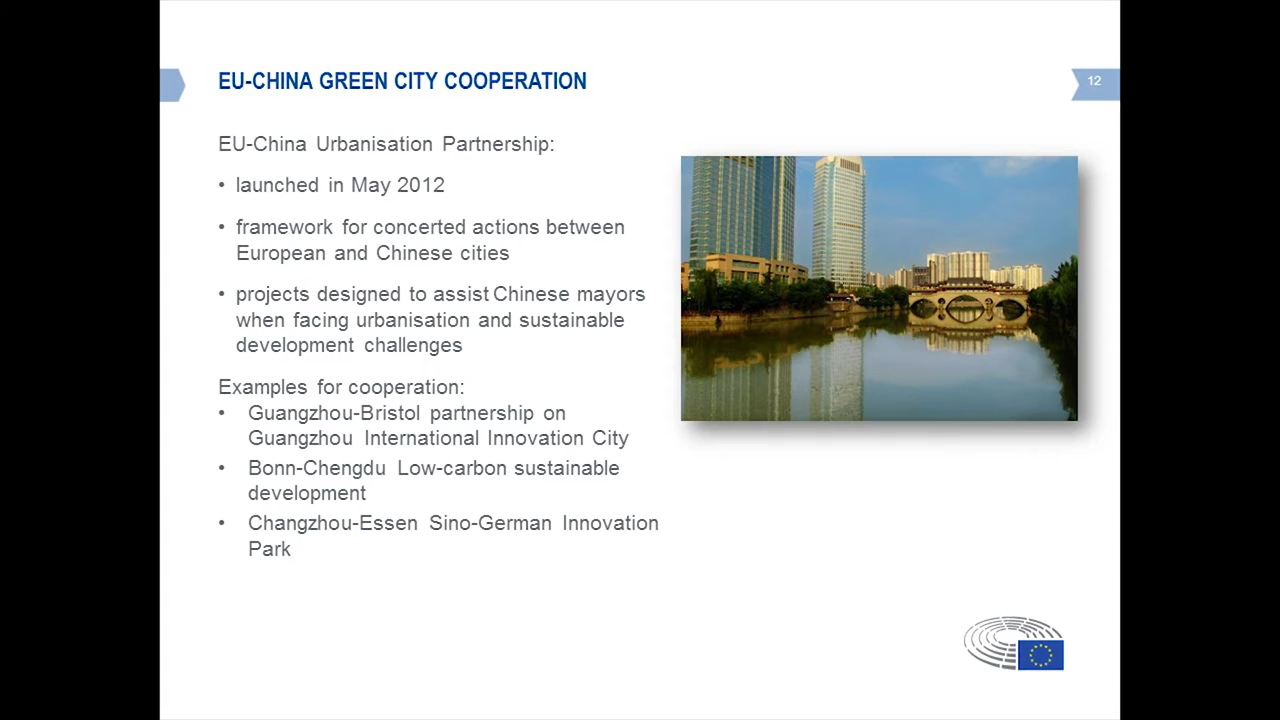 EU-CHINA GREEN CITY COOPERATION
12
EU-China Urbanisation Partnership:
• launched in May 2012
• framework for concerted actions between
European and Chinese cities
• projects designed to assist Chinese mayors
when facing urbanisation and sustainable
development challenges
Examples for cooperation:
• Guangzhou-Bristol partnership on
Guangzhou International Innovation City
• Bonn-Chengdu Low-carbon sustainable
development
• Changzhou-Essen Sino-German Innovation
Park